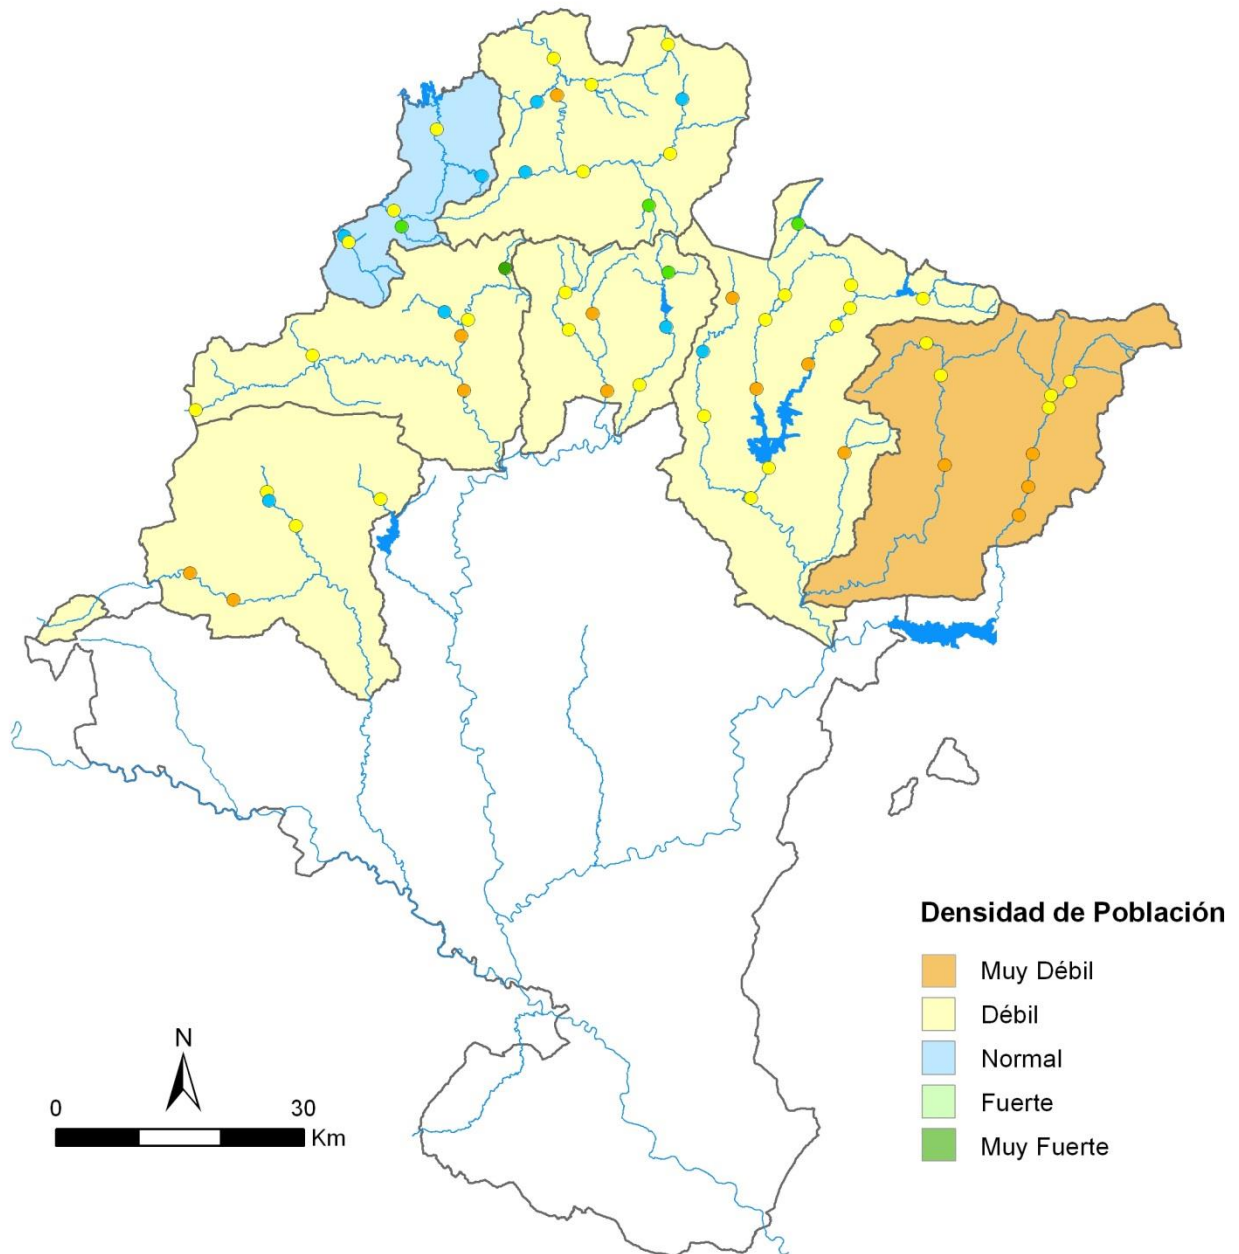 Densidad de Población
Muy Débil
Débil
Normal
Fuerte
Muy Fuerte
N
0 30
Km